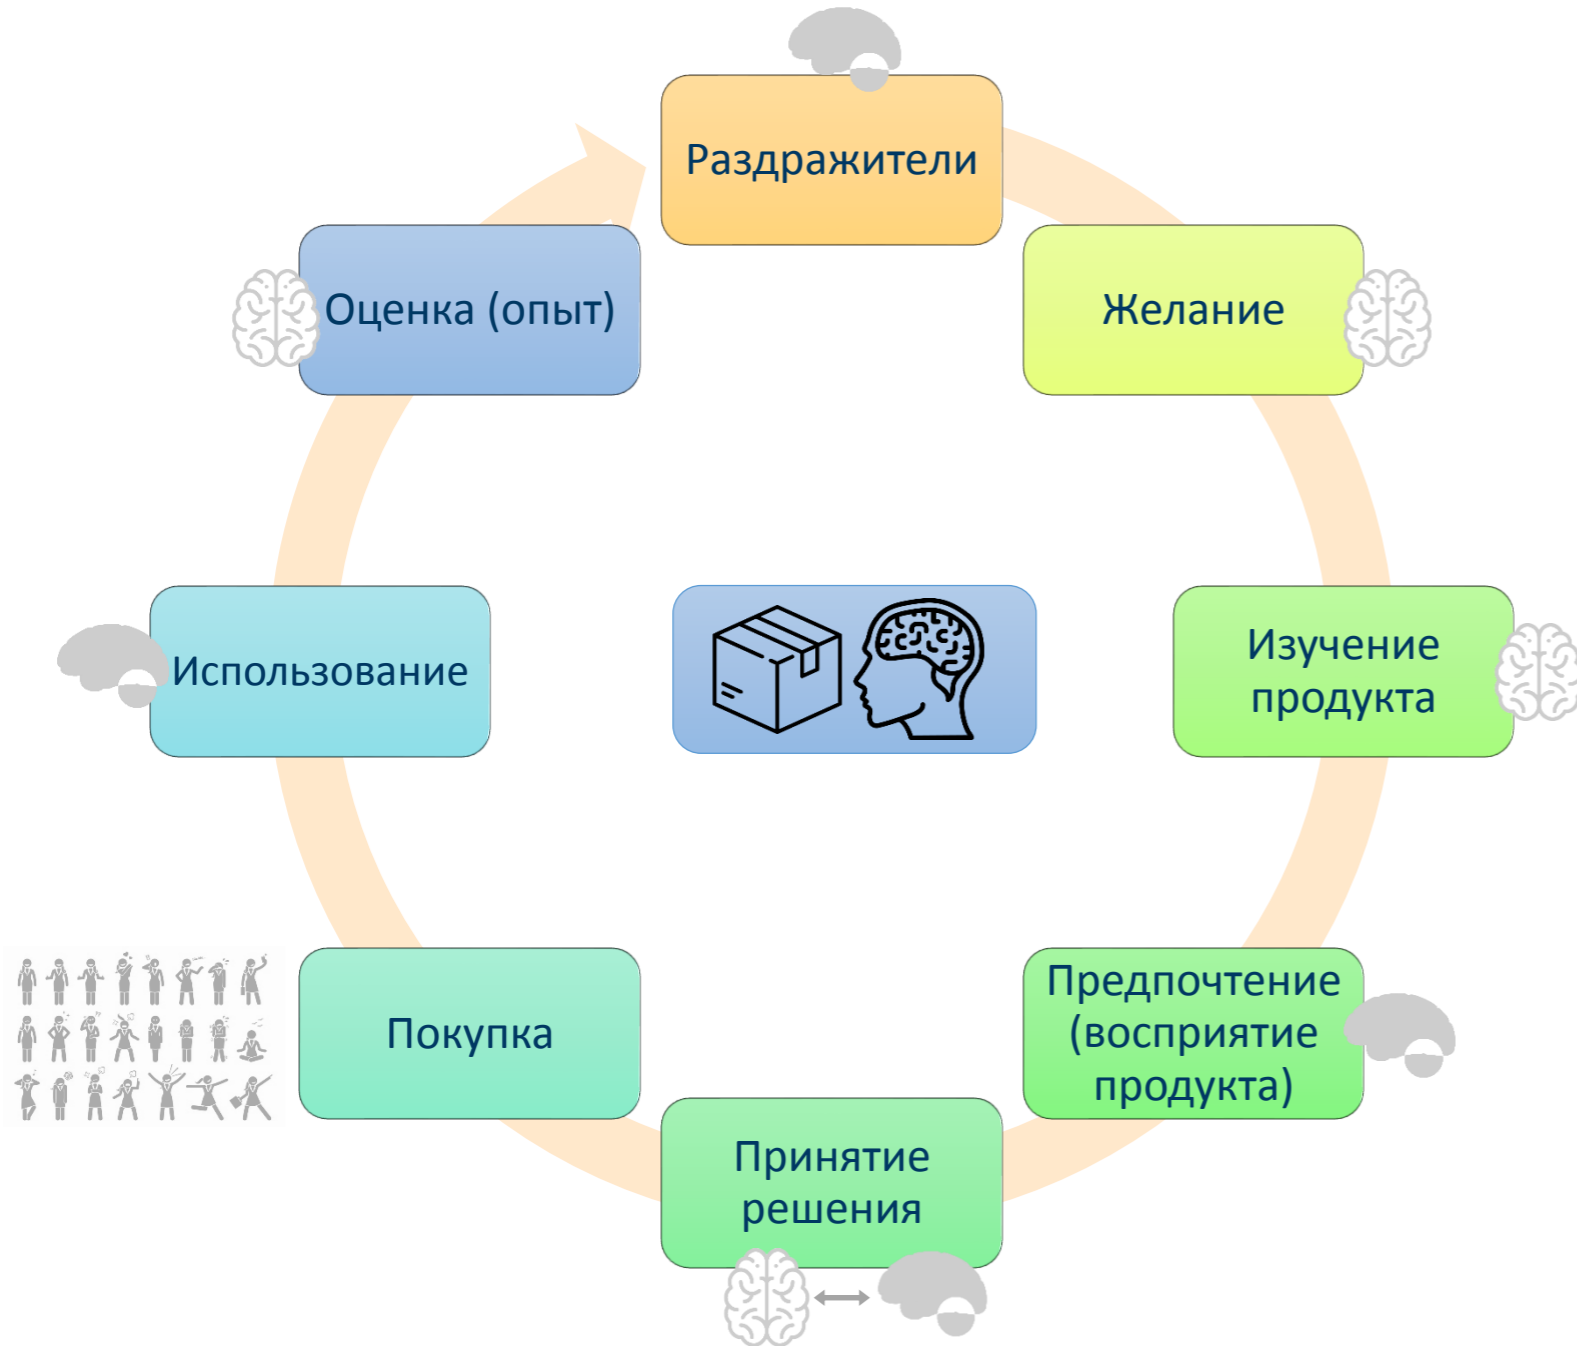 Раздражители
Желание
Изучение
продукта
Предпочтение
(восприятие
продукта)
Принятие
решения
Покупка
Использование
Оценка (опыт)